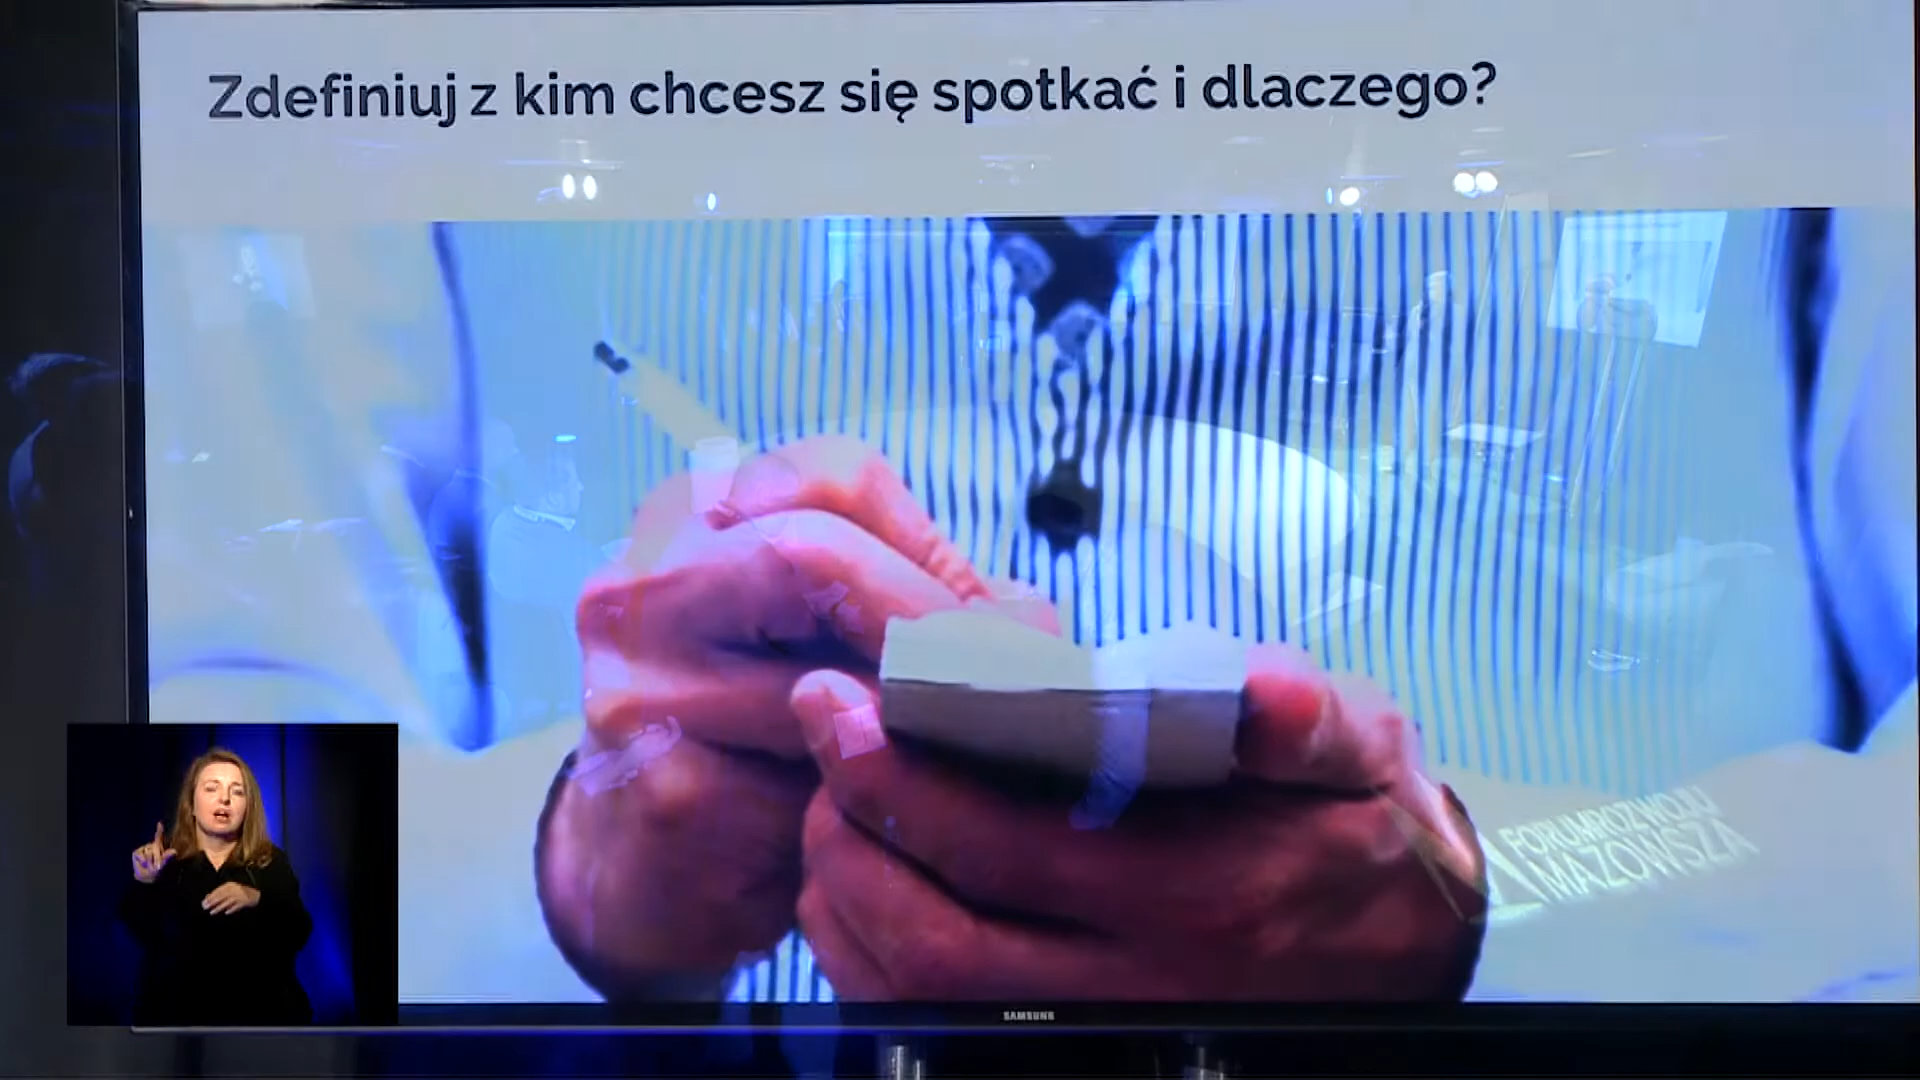 Zdefiniuj z kim chcesz się spotkać i dlaczego?
FORUM ROZWOJU
MAZOWSZA
SAMSUNG